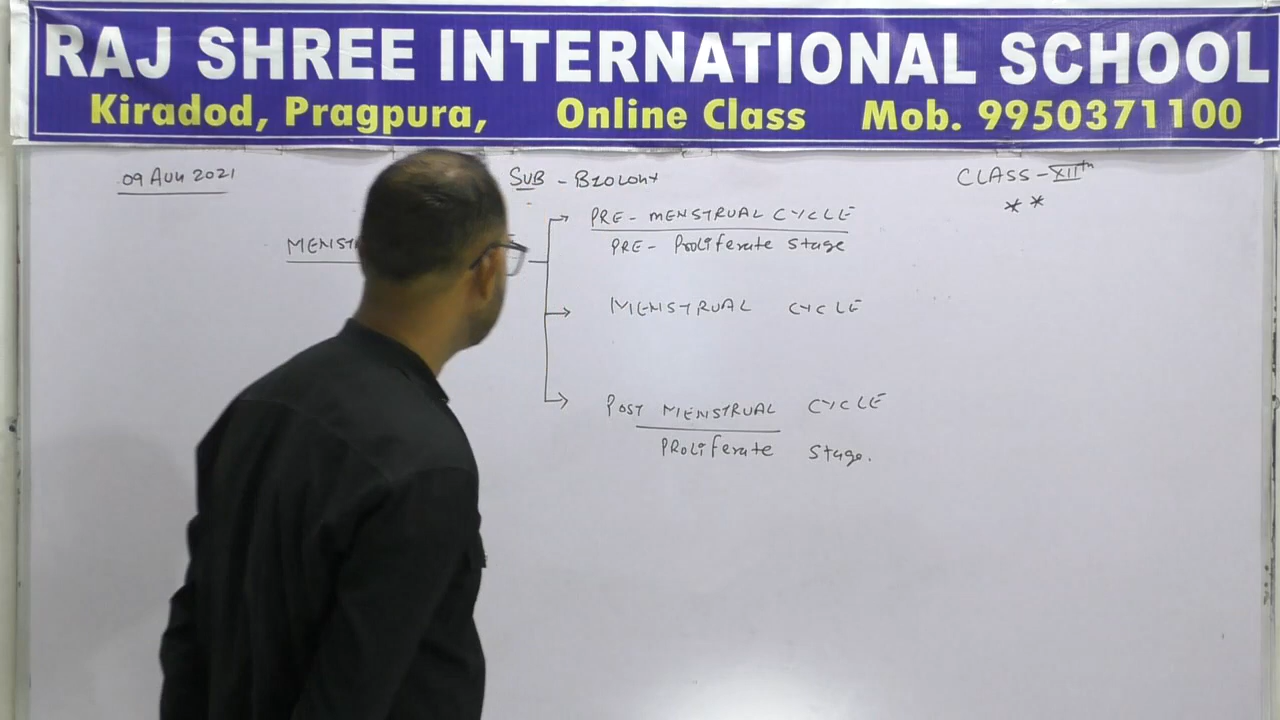 RAJ SHREE INTERNATIONAL SCHOOL
Kiradod, Pragpura, Online Class Mob. 9950371100
09 AUG 2021 SUB - BIOLOGY CLASS - XIIth
**
PRE - MENSTRUAL CYCLE
MENST
PRE - Proliferate Stage
MENSTRUAL CYCLE
POST MENSTRUAL CYCLE
PROLiferate Stage.